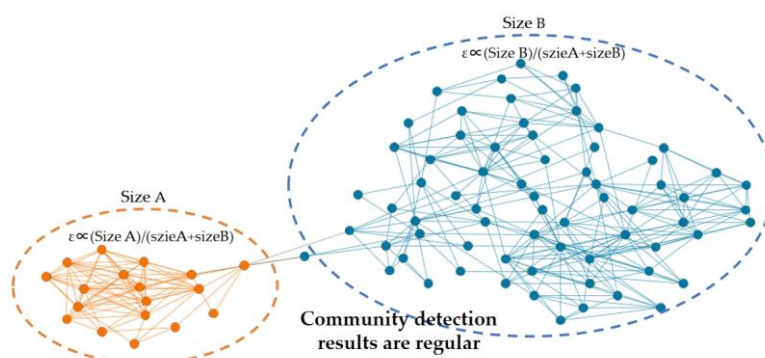 Size B
ε∝(Size B)/(szieA+sizeB)
Size A
ε∝(Size A)/(szieA+sizeB)
Community detection
results are regular